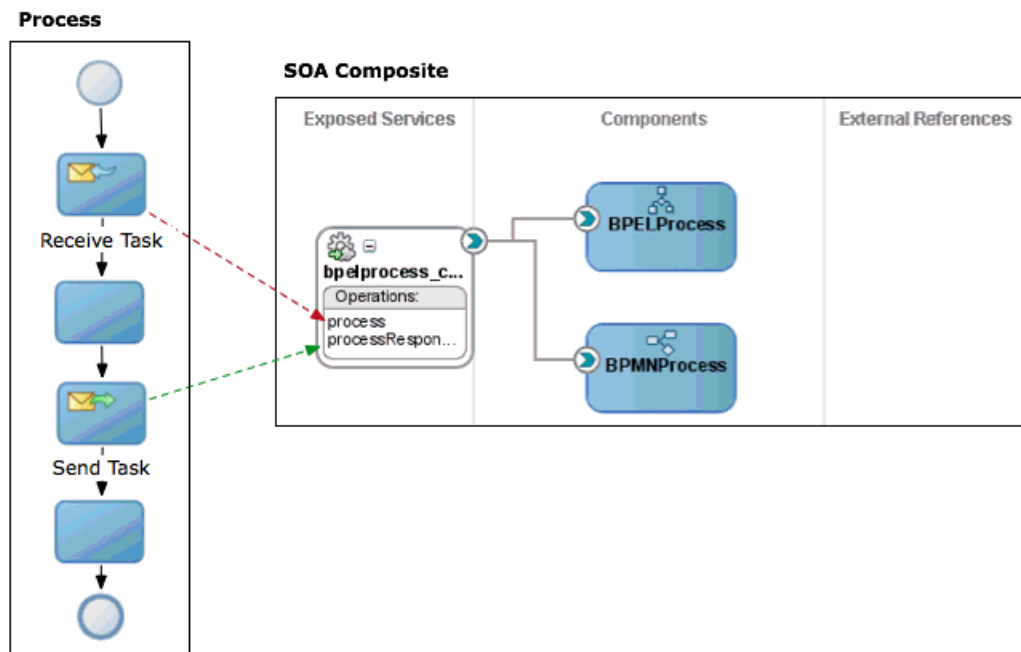 Process
SOA Composite
Exposed Services
Components
External References
Receive Task
bpelprocess_c...
Operations:
process
processRespon...
BPELProcess
BPMNProcess
Send Task